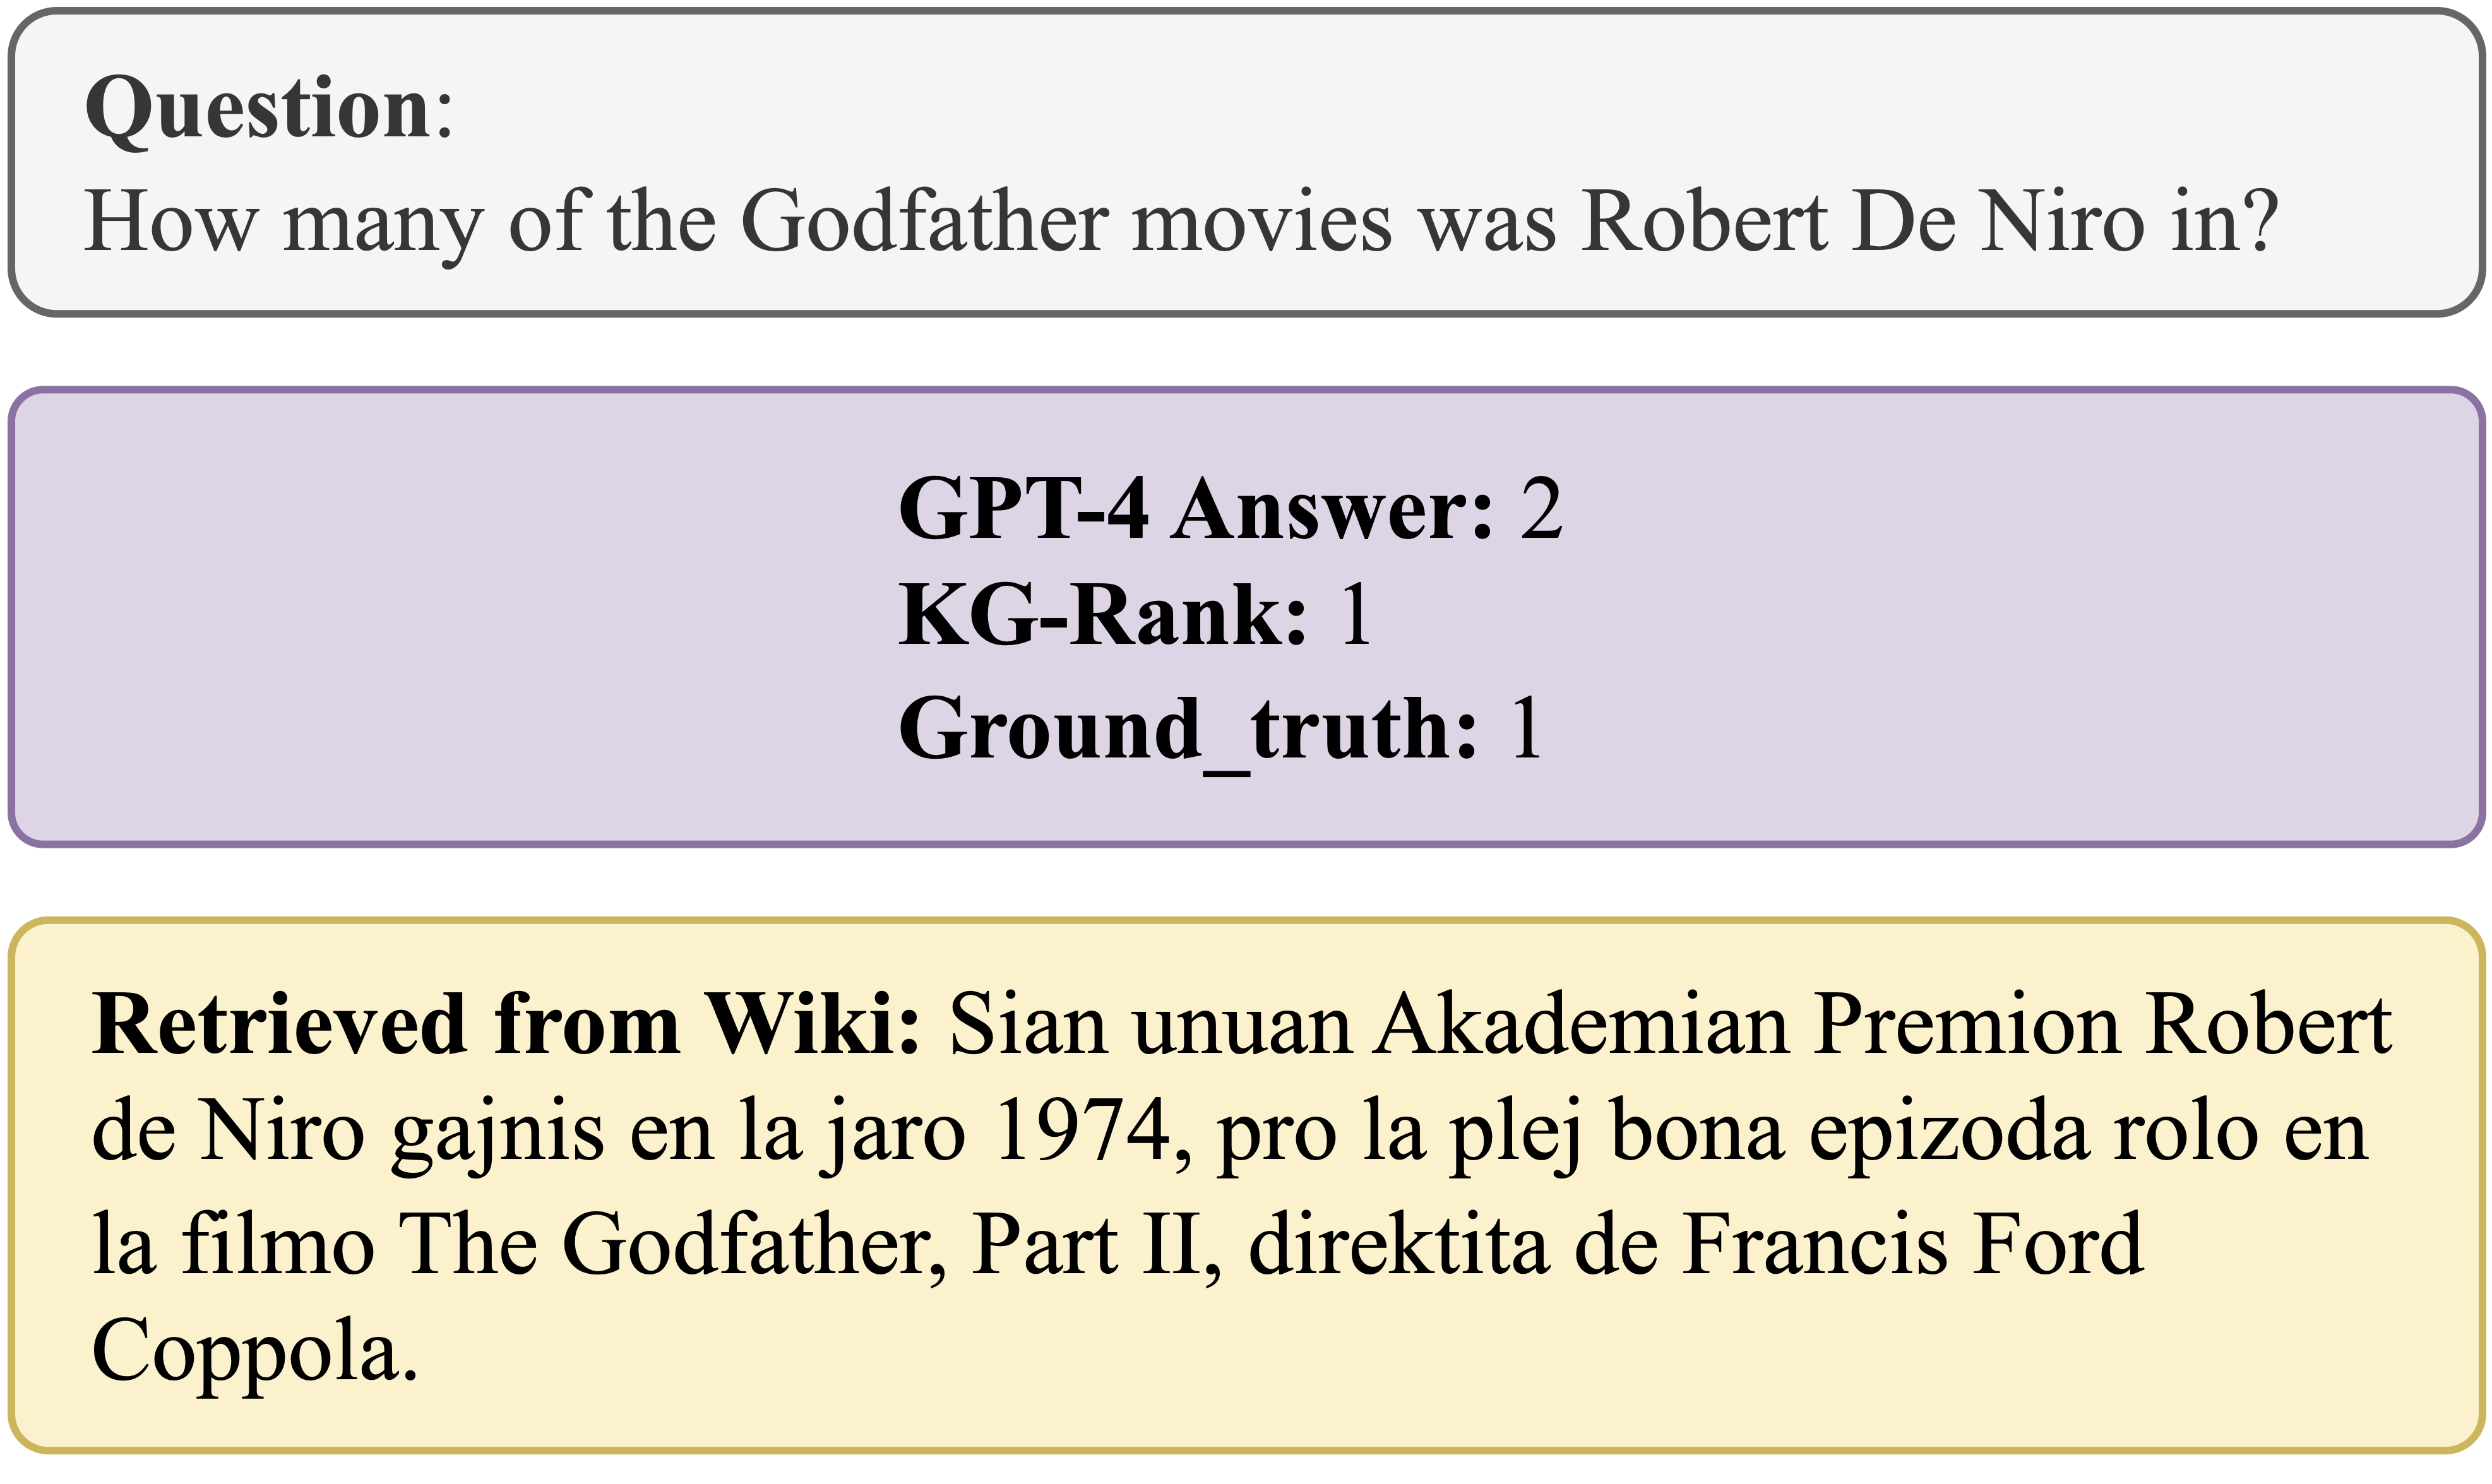 Question:
How many of the Godfather movies was Robert De Niro in?
GPT-4 Answer: 2
KG-Rank: 1
Ground_truth: 1
Retrieved from Wiki: Sian unuan Akademian Premion Robert
de Niro gajnis en la jaro 1974, pro la plej bona epizoda rolo en
la filmo The Godfather, Part II, direktita de Francis Ford
Coppola.